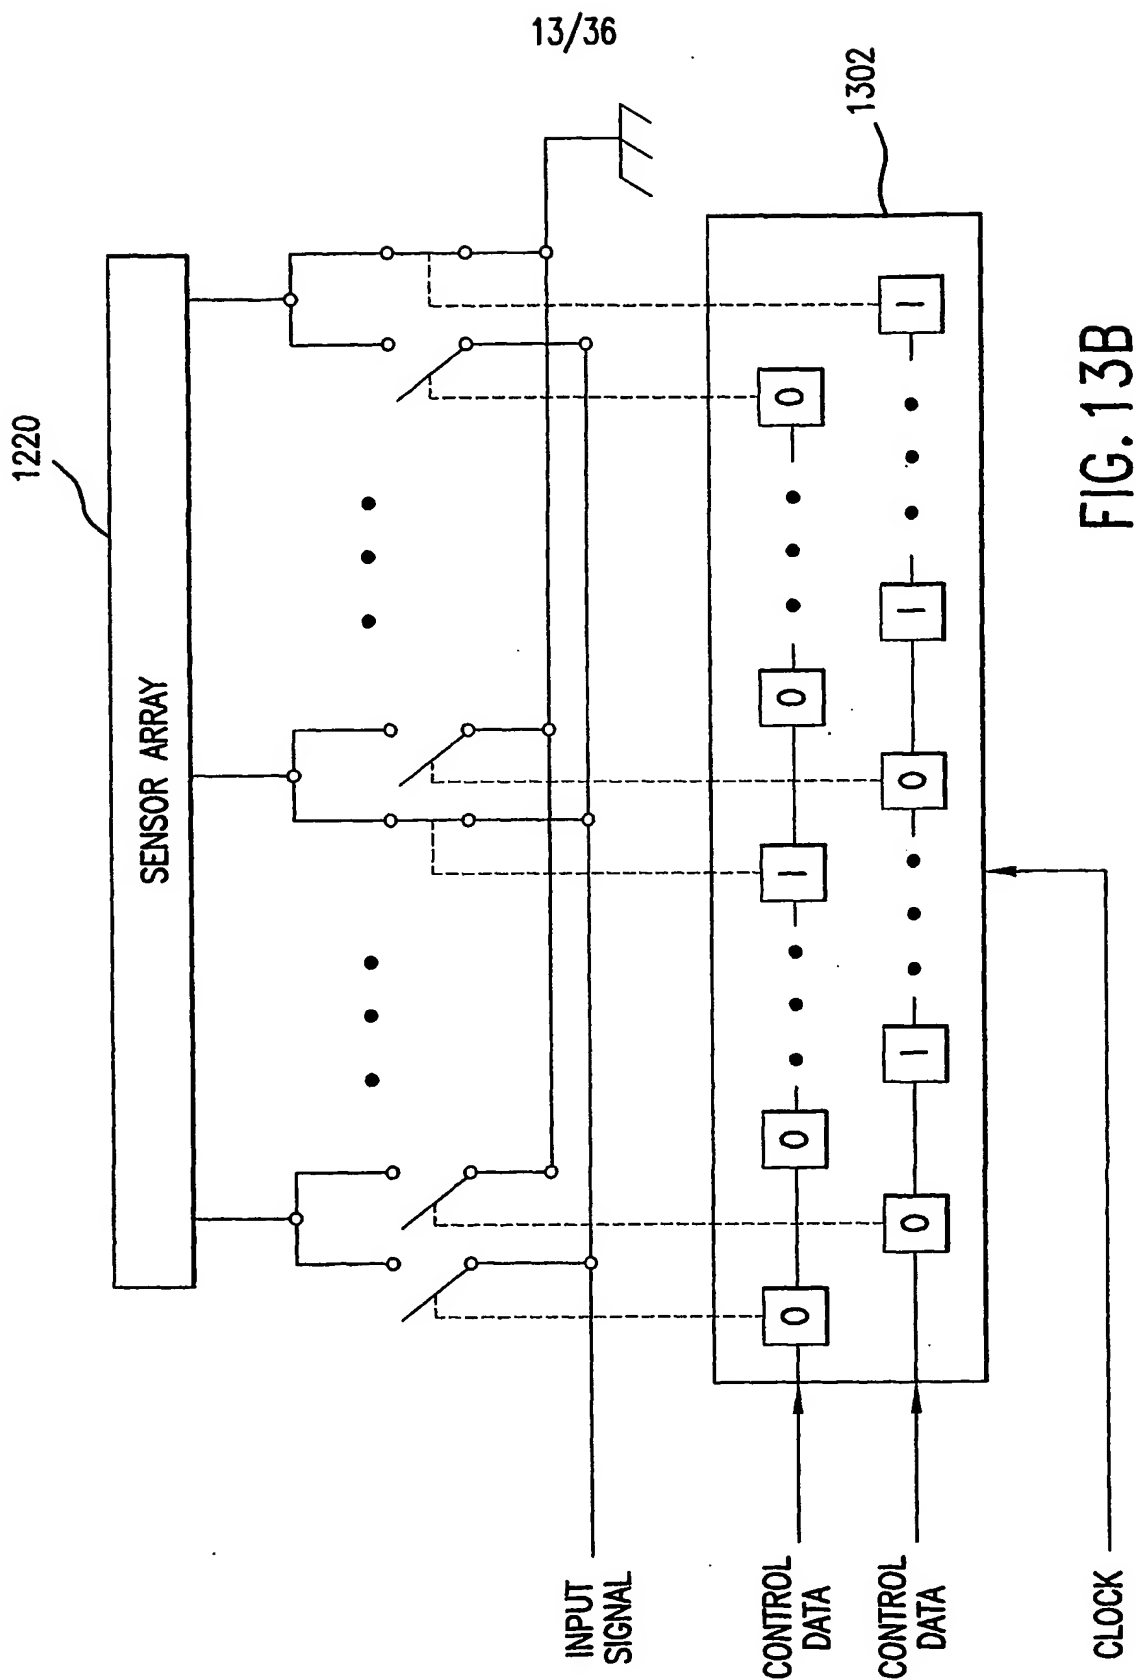 13/36
1220
SENSOR ARRAY
INPUT
SIGNAL
1302
0 0 1 0 0
0 1 0 1 1
CONTROL
DATA
CONTROL
DATA
CLOCK
FIG. 13B